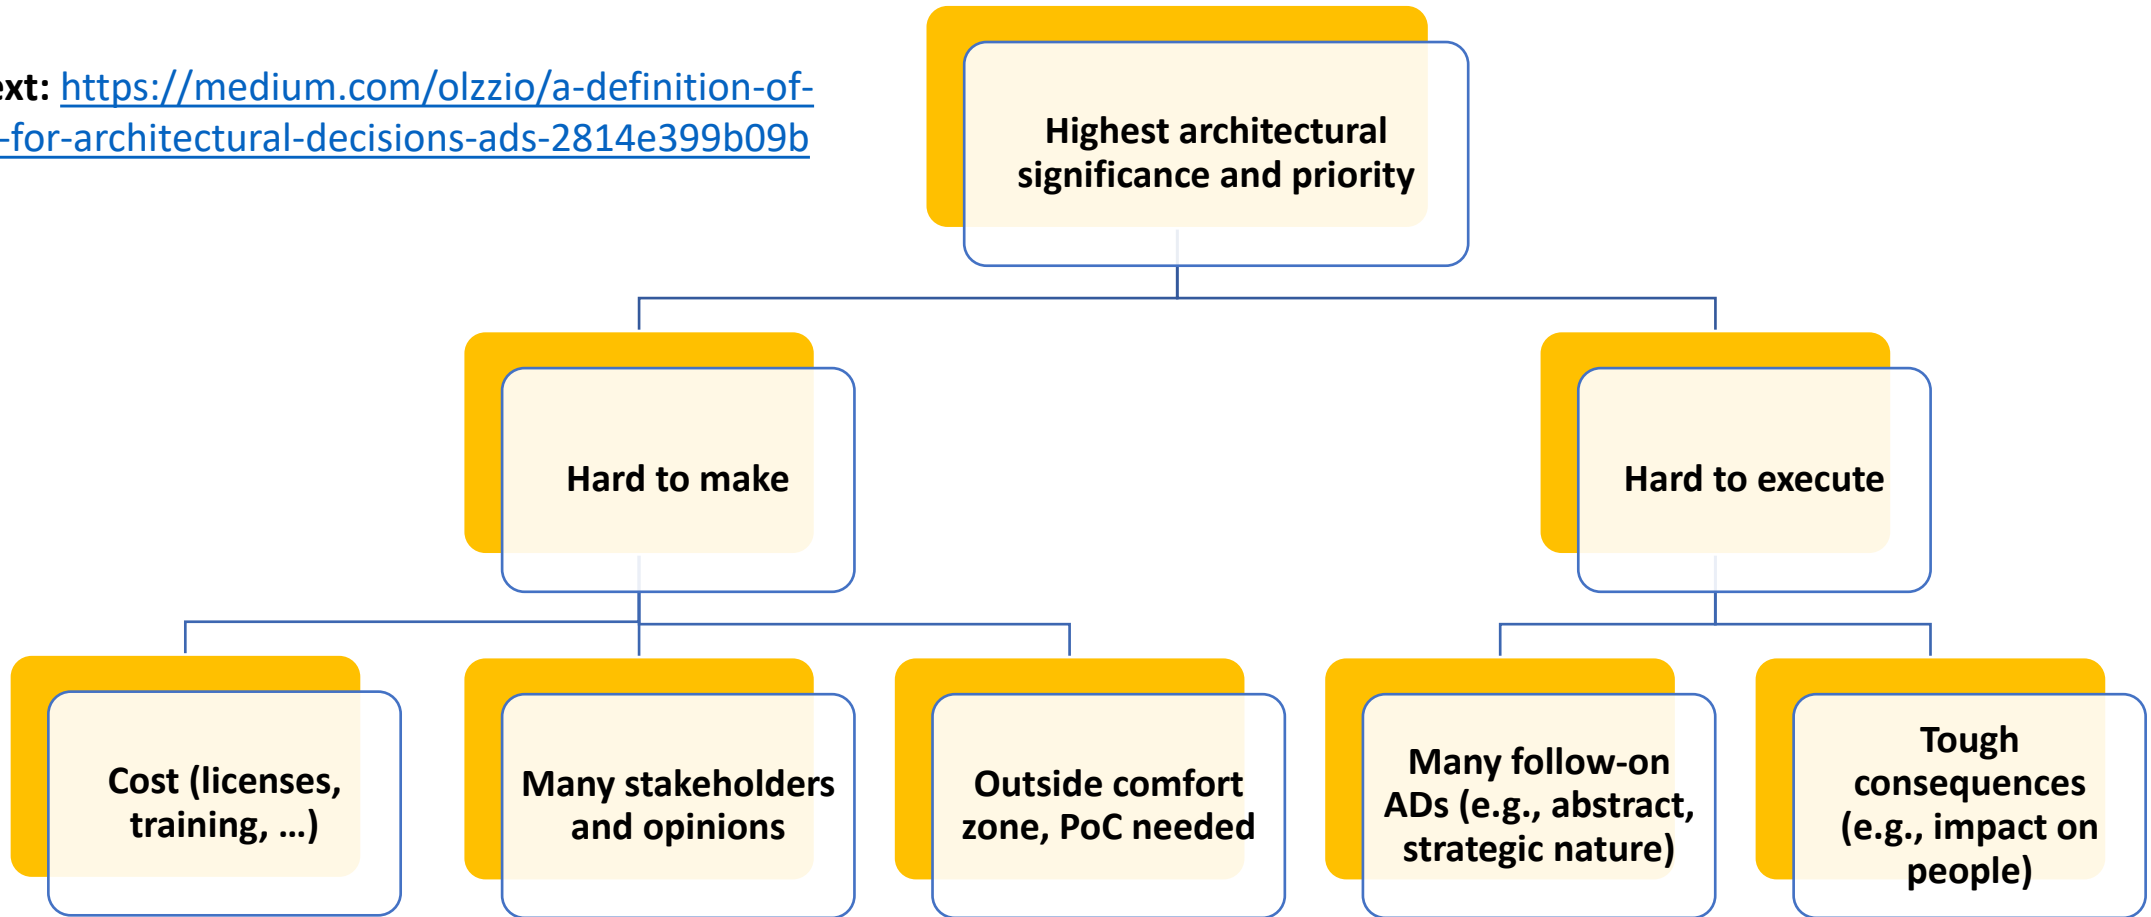 ext: https://medium.com/olzzio/a-definition-of-
-for-architectural-decisions-ads-2814e399b09b
Highest architectural
significance and priority
Hard to make
Hard to execute
Cost (licenses,
training, …)
Many stakeholders
and opinions
Outside comfort
zone, PoC needed
Many follow-on
ADs (e.g., abstract,
strategic nature)
Tough
consequences
(e.g., impact on
people)